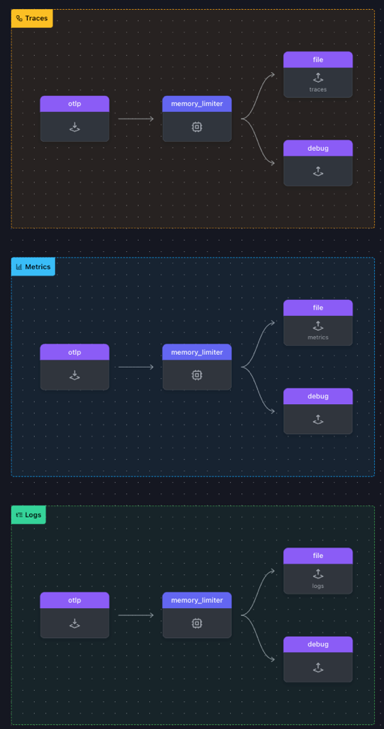 Traces
otlp
memory_limiter
file
traces
debug
Metrics
otlp
memory_limiter
file
metrics
debug
Logs
otlp
memory_limiter
file
logs
debug